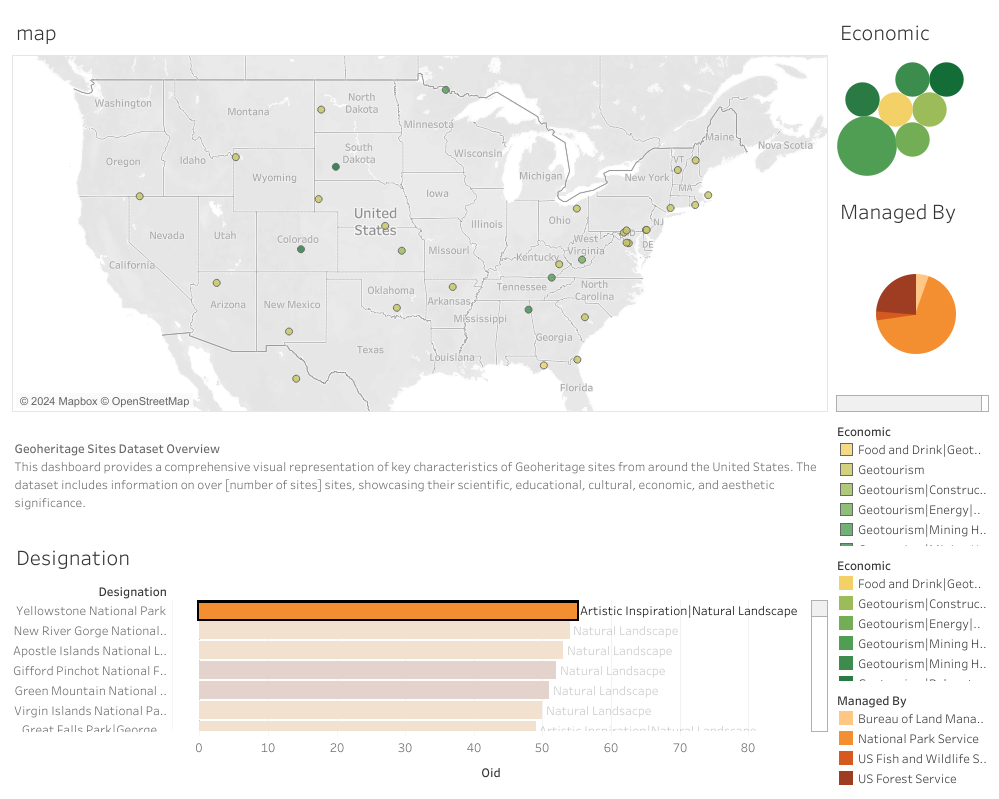 map
Economic
Washington
Montana
North
Dakota
Minnesota
Maine
Nova Scotia
Oregon
Idaho
South
Dakota
Wisconsin
Michigan
VT
New York
MA
Wyoming
Iowa
United
States
Nevada
Utah
Colorado
Illinois
Ohio
NJ
DE
West
Virginia
Missouri
Kentucky
California
Arizona
New Mexico
Oklahoma
Arkansas
Tennessee
North
Carolina
Mississippi
Georgia
Texas
Louisiana
Florida
© 2024 Mapbox © OpenStreetMap
Managed By
Geoheritage Sites Dataset Overview
This dashboard provides a comprehensive visual representation of key characteristics of Geoheritage sites from around the United States. The
dataset includes information on over [number of sites] sites, showcasing their scientific, educational, cultural, economic, and aesthetic
significance.
Designation
Designation
Yellowstone National Park
Artistic Inspiration|Natural Landscape
New River Gorge National..
Natural Landscape
Apostle Islands National L..
Natural Landscape
Gifford Pinchot National F..
Natural Landsacpe
Green Mountain National ..
Natural Landscape
Virgin Islands National Pa..
Natural Landsacpe
Great Falls Park|George
Artistic Inspiration|Natural Landscape
0 10 20 30 40 50 60 70 80
Oid
Economic
Food and Drink|Geot..
Geotourism
Geotourism|Construc..
Geotourism|Energy|..
Geotourism|Mining H..
Economic
Food and Drink|Geot..
Geotourism|Construc..
Geotourism|Energy|..
Geotourism|Mining H..
Geotourism|Mining H..
Managed By
Bureau of Land Mana..
National Park Service
US Fish and Wildlife S..
US Forest Service